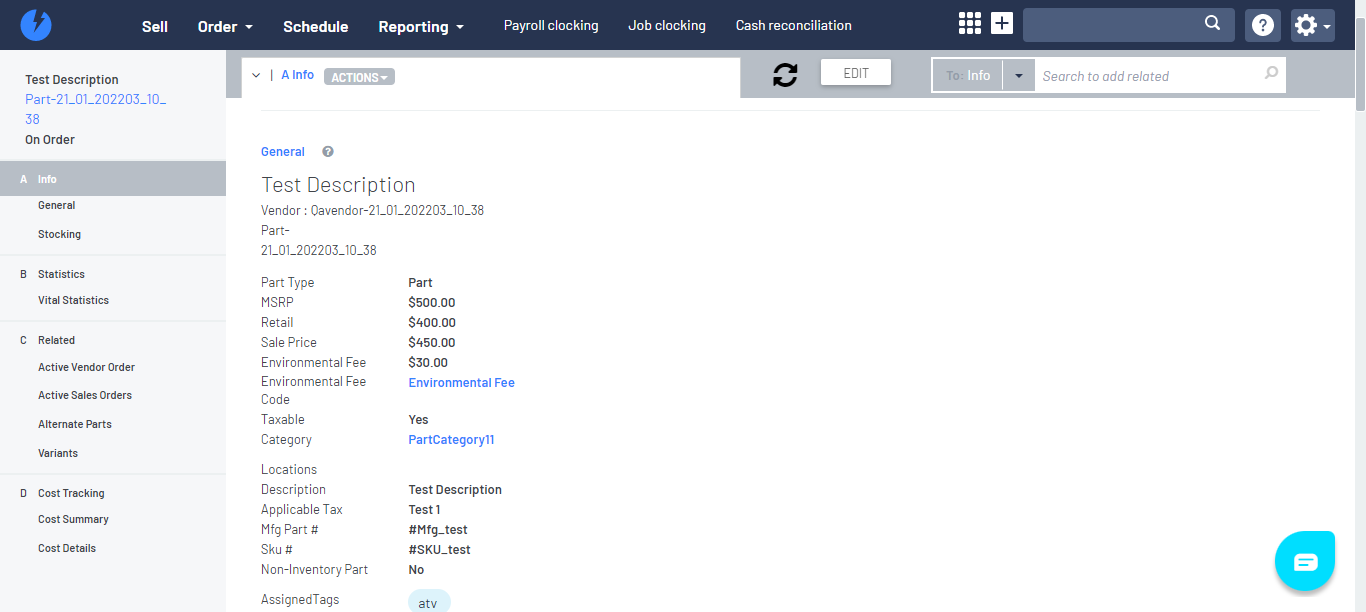 Sell Order Schedule Reporting Payroll clocking Job clocking Cash reconciliation
Test Description
Part-21_01_202203_10_
38
On Order
A Info
General
Stocking
B Statistics
Vital Statistics
C Related
Active Vendor Order
Active Sales Orders
Alternate Parts
Variants
D Cost Tracking
Cost Summary
Cost Details
| A Info ACTIONS
EDIT
To: Info
Search to add related
General
Test Description
Vendor : Qavendor-21_01_202203_10_38
Part-
21_01_202203_10_38
Part Type Part
MSRP $500.00
Retail $400.00
Sale Price $450.00
Environmental Fee $30.00
Environmental Fee Environmental Fee
Code
Taxable Yes
Category PartCategory11
Locations
Description Test Description
Applicable Tax Test 1
Mfg Part # #Mfg_test
Sku # #SKU_test
Non-Inventory Part No
AssignedTags atv